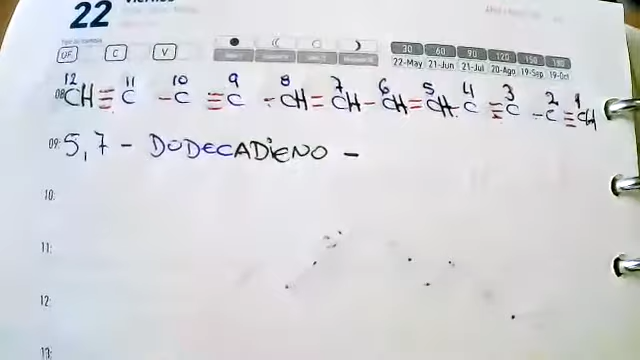 22
UF C V
30 60 90 120 150 180
22-May 21-Jun 21-Jul 20-Ago 19-Sep 19-Oct
12 11 10 9 8 7 6 5 4 3 2 1
08: CH≡C-C≡C-CH=CH-CH=CH-C≡C-C≡CH
09: 5,7 - DODECADiENO -
10:
11:
12:
13: